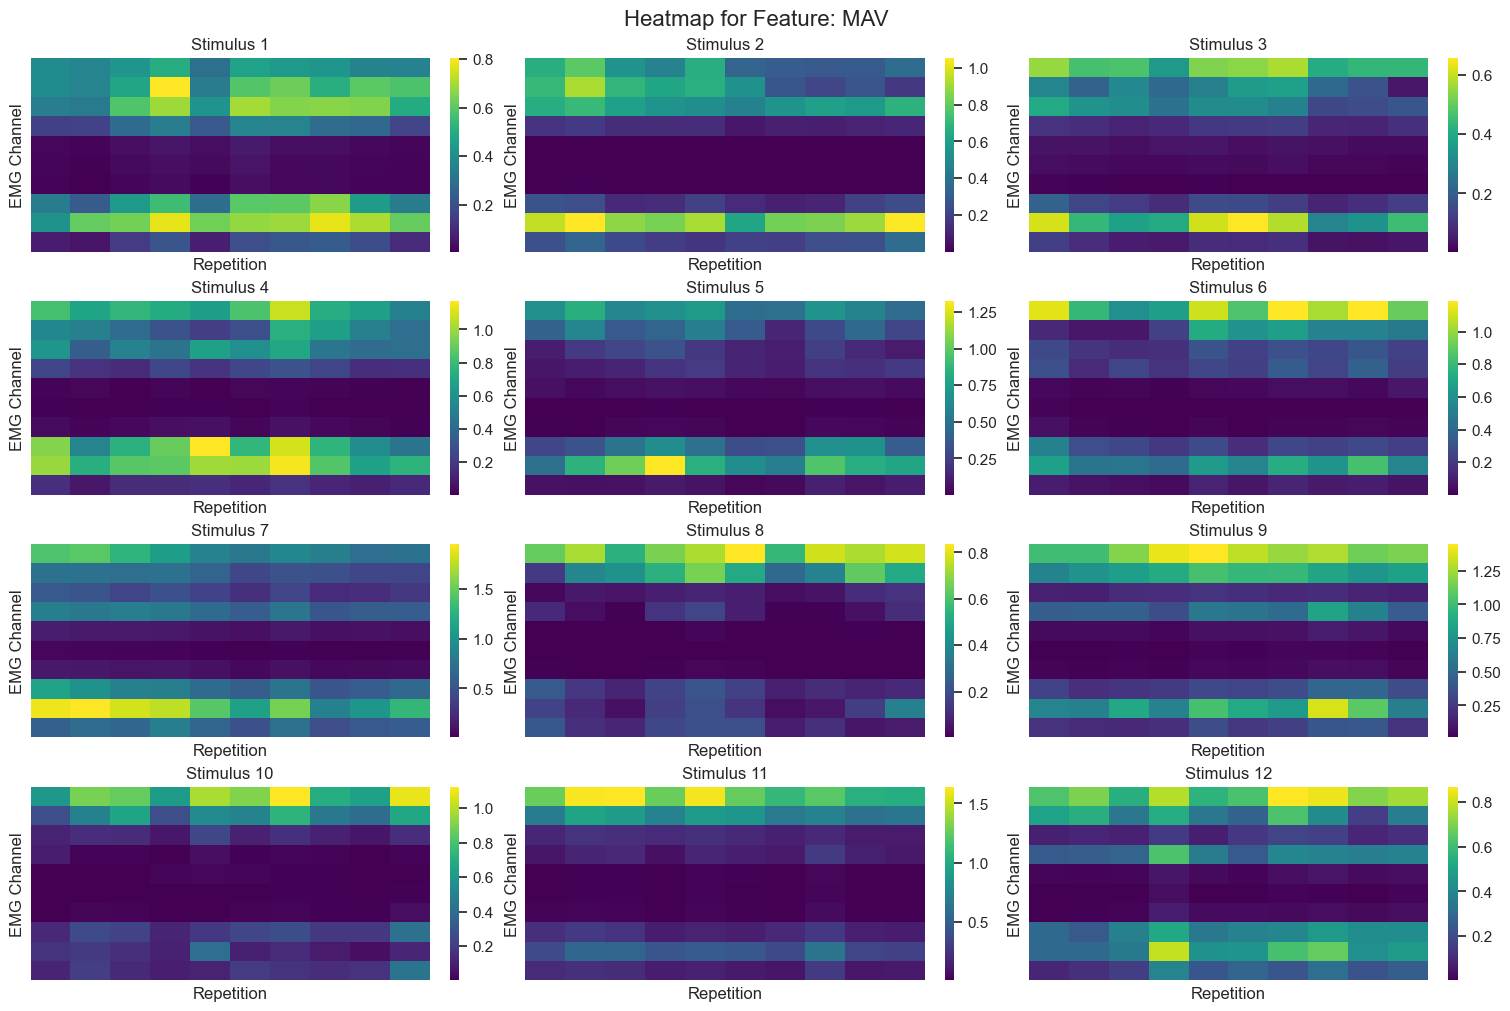 Heatmap for Feature: MAV
Stimulus 1
EMG Channel
Repetition
0.8
0.6
0.4
0.2
Stimulus 2
EMG Channel
Repetition
1.0
0.8
0.6
0.4
0.2
Stimulus 3
EMG Channel
Repetition
0.6
0.4
0.2
Stimulus 4
EMG Channel
Repetition
1.0
0.8
0.6
0.4
0.2
Stimulus 5
EMG Channel
Repetition
1.25
1.00
0.75
0.50
0.25
Stimulus 6
EMG Channel
Repetition
1.0
0.8
0.6
0.4
0.2
Stimulus 7
EMG Channel
Repetition
1.5
1.0
0.5
Stimulus 8
EMG Channel
Repetition
0.8
0.6
0.4
0.2
Stimulus 9
EMG Channel
Repetition
1.25
1.00
0.75
0.50
0.25
Stimulus 10
EMG Channel
Repetition
1.0
0.8
0.6
0.4
0.2
Stimulus 11
EMG Channel
Repetition
1.5
1.0
0.5
Stimulus 12
EMG Channel
Repetition
0.8
0.6
0.4
0.2